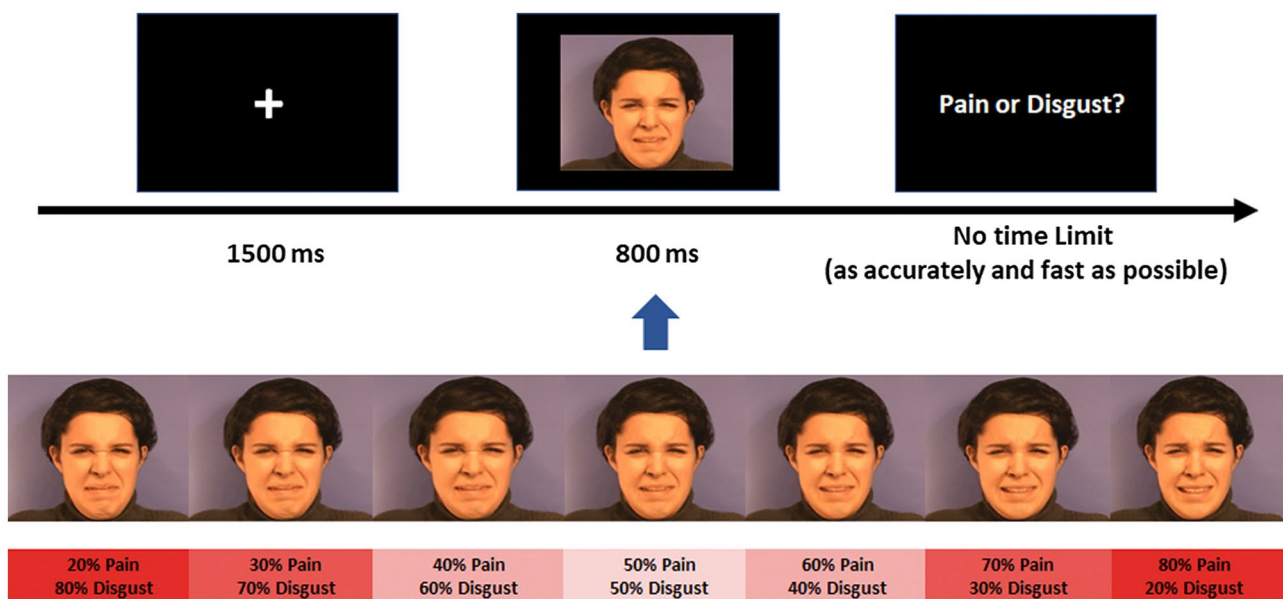 +
Pain or Disgust?
1500 ms
800 ms
No time Limit
(as accurately and fast as possible)
20% Pain
80% Disgust
30% Pain
70% Disgust
40% Pain
60% Disgust
50% Pain
50% Disgust
60% Pain
40% Disgust
70% Pain
30% Disgust
80% Pain
20% Disgust